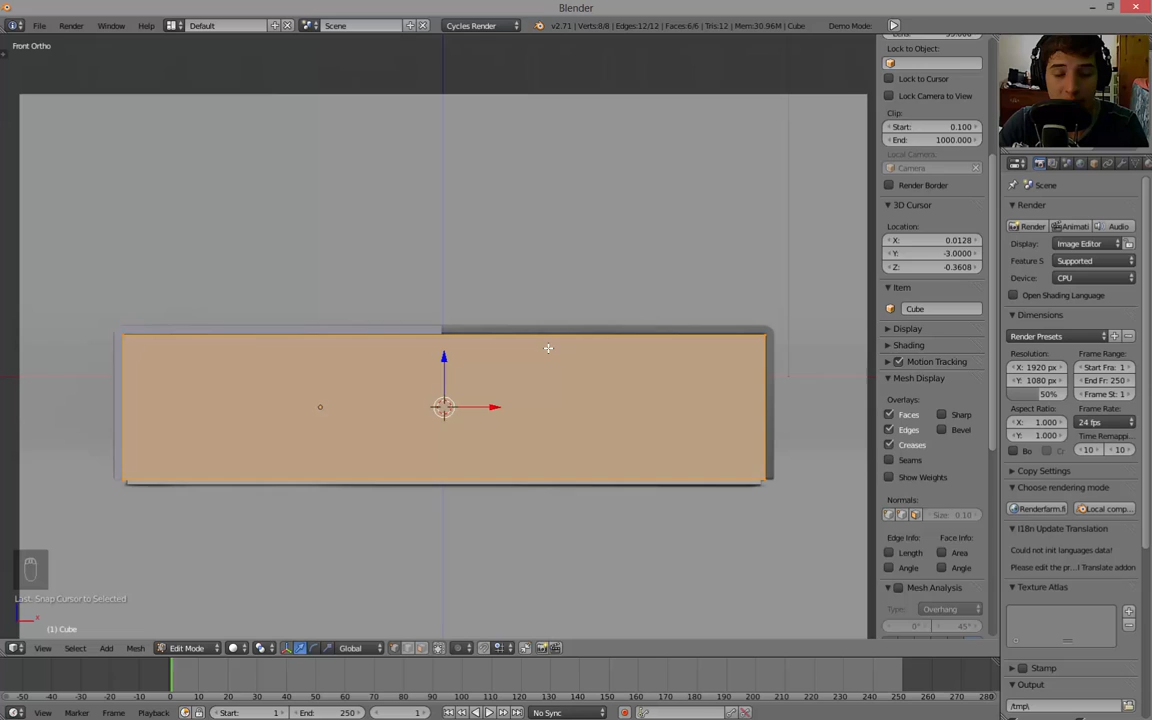 Blender
File Render Window Help Default Scene Cycles Render v2.71 | Verts:8/8 | Edges:12/12 | Faces:6/6 | Tris:12 | Mem:30.96M | Cube Demo Mode:
Front Ortho
Lock to Object:
Lock to Cursor
Lock Camera to View
Clip:
Start: 0.100
End: 1000.000
Local Camera:
Camera
Render Border
3D Cursor
Location:
X: 0.0128
Y: -3.0000
Z: -0.3608
Item
Cube
Display
Shading
Motion Tracking
Mesh Display
Overlays:
Faces Sharp
Edges Bevel
Creases
Seams
Show Weights
Normals:
Size: 0.10
Edge Info: Face Info:
Length Area
Angle Angle
Mesh Analysis
Type: Overhang
0° 45°
Scene
Render
Render Animati Audio
Display: Image Editor
Feature S Supported
Device: CPU
Open Shading Language
Dimensions
Render Presets
Resolution: Frame Range:
X: 1920 px Start Fra: 1
Y: 1080 px End Fr: 250
50% Frame St: 1
Aspect Ratio: Frame Rate:
X: 1.000 24 fps
Y: 1.000 Time Remappi
Bo 10 10
Copy Settings
Choose rendering mode
Renderfarm.fi Local comp...
I18n Update Translation
Could not init languages data!
Please edit the pr...I Translate addon
Texture Atlas
Stamp
Output
/tmp\
Last: Snap Cursor to Selected
x
(1) Cube
View Select Add Mesh Edit Mode Global
-50 -40 -30 -20 -10 0 10 20 30 40 50 60 70 80 90 100 110 120 130 140 150 160 170 180 190 200 210 220 230 240 250 260 270 280
View Marker Frame Playback Start: 1 End: 250 1 No Sync